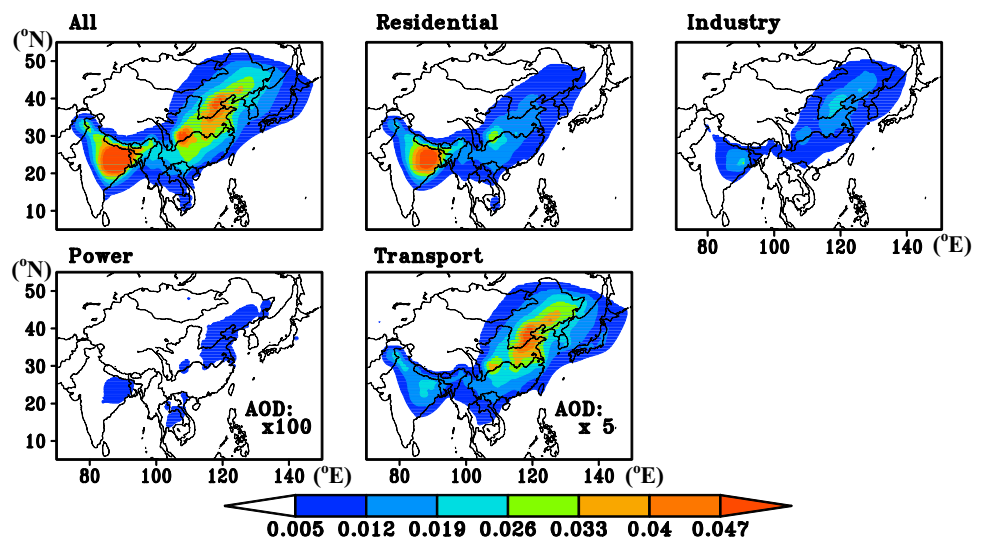 All Residential Industry
(°N)
50
40
30
20
10
80 100 120 140 (°E)
Power Transport
(°N)
50
40
30
20
10
AOD: AOD:
x100 x 5
80 100 120 140 (°E) 80 100 120 140 (°E)
0.005 0.012 0.019 0.026 0.033 0.04 0.047